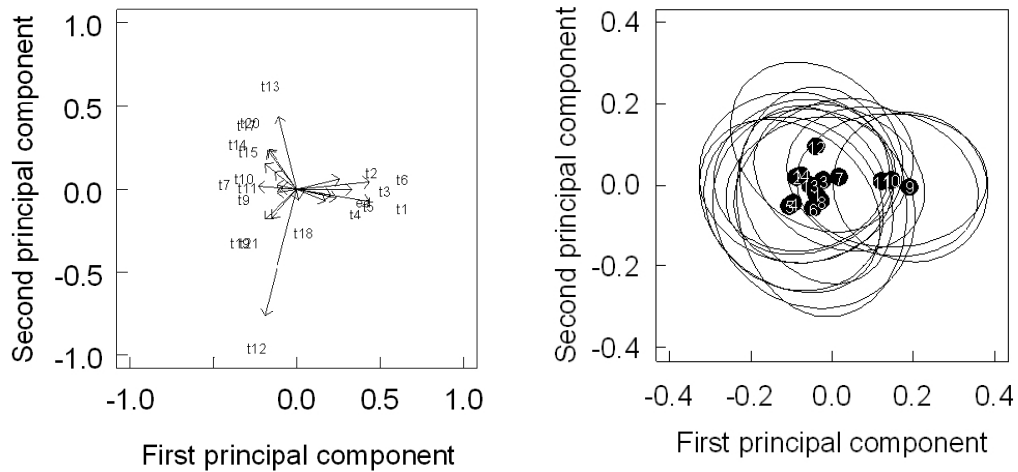 Second principal component
1.0
0.5
0.0
-0.5
-1.0
t13
t20
t14
t15
t7
t10
t11
t9
t21
t12
t18
t2
t6
t3
t5
t4
t1
-1.0
0.0
0.5
1.0
First principal component
Second principal component
0.4
0.2
0.0
-0.2
-0.4
12
7
10
9
8
6
-0.4
-0.2
0.0
0.2
0.4
First principal component